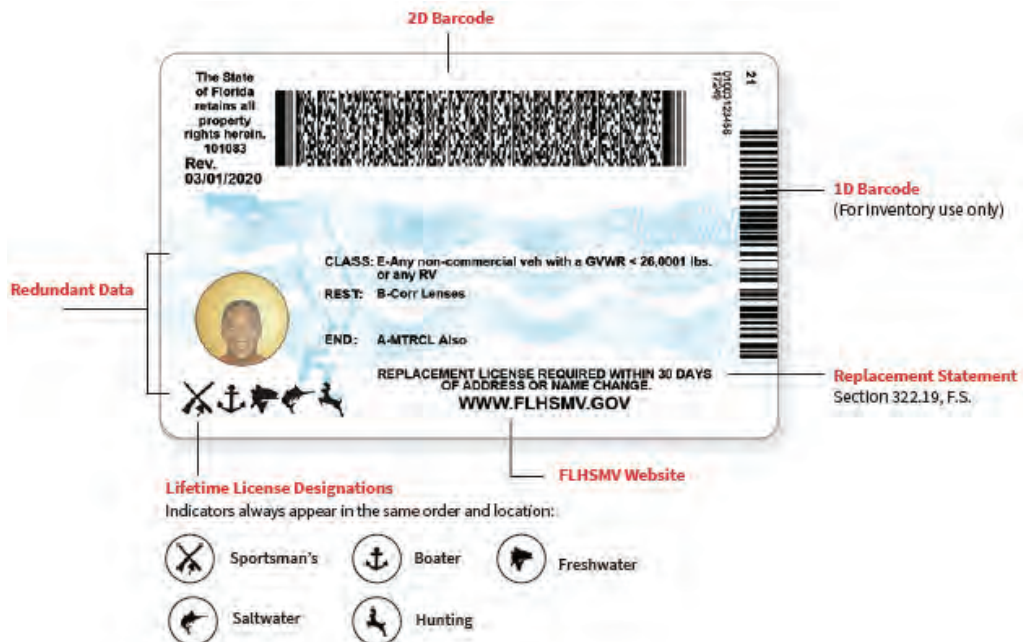 2D Barcode
The State
of Florida
retains all
property
rights herein.
101083
Rev.
03/01/2020
21
1D Barcode
(For inventory use only)
CLASS: E-Any non-commercial veh with a GVWR < 26,0001 lbs.
or any RV
Redundant Data
REST: B-Corr Lenses
END: A-MTRCL Also
REPLACEMENT LICENSE REQUIRED WITHIN 30 DAYS
OF ADDRESS OR NAME CHANGE.
WWW.FLHSMV.GOV
Replacement Statement
Section 322.19, F.S.
FLHSMV Website
Lifetime License Designations
Indicators always appear in the same order and location:
Sportsman's
Boater
Freshwater
Saltwater
Hunting